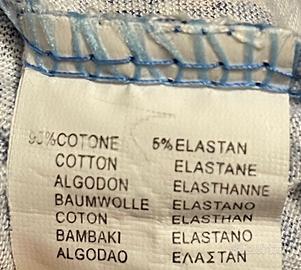 95%COTONE 5%ELASTAN
COTTON ELASTANE
ALGODON ELASTHANNE
BAUMWOLLE ELASTANO
COTON ELASTHAN
BAMBAKI ELASTANO
ALGODAO ΕΛΑΣΤΑΝ